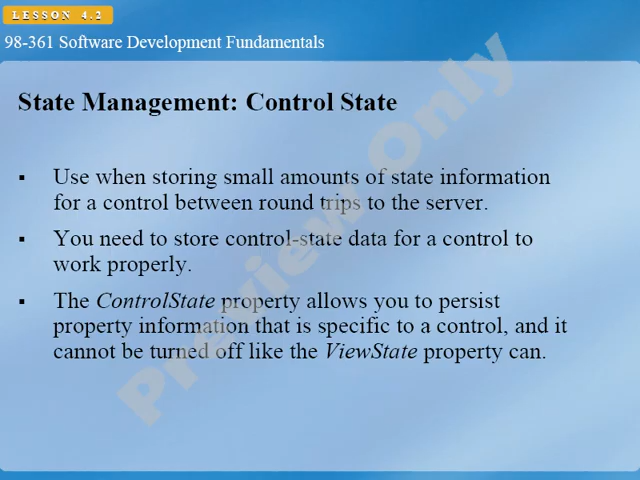 LESSON 4.2
98-361 Software Development Fundamentals
State Management: Control State
▪ Use when storing small amounts of state information
for a control between round trips to the server.
▪ You need to store control-state data for a control to
work properly.
▪ The ControlState property allows you to persist
property information that is specific to a control, and it
cannot be turned off like the ViewState property can.
Preview Only